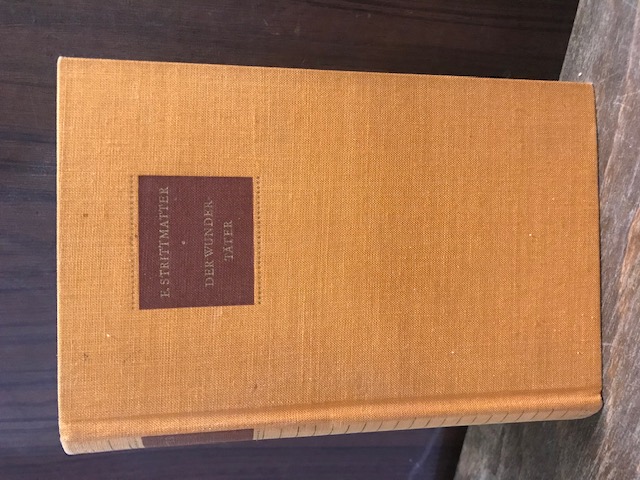 E. STRITTMATTER
DER WUNDER-
TÄTER